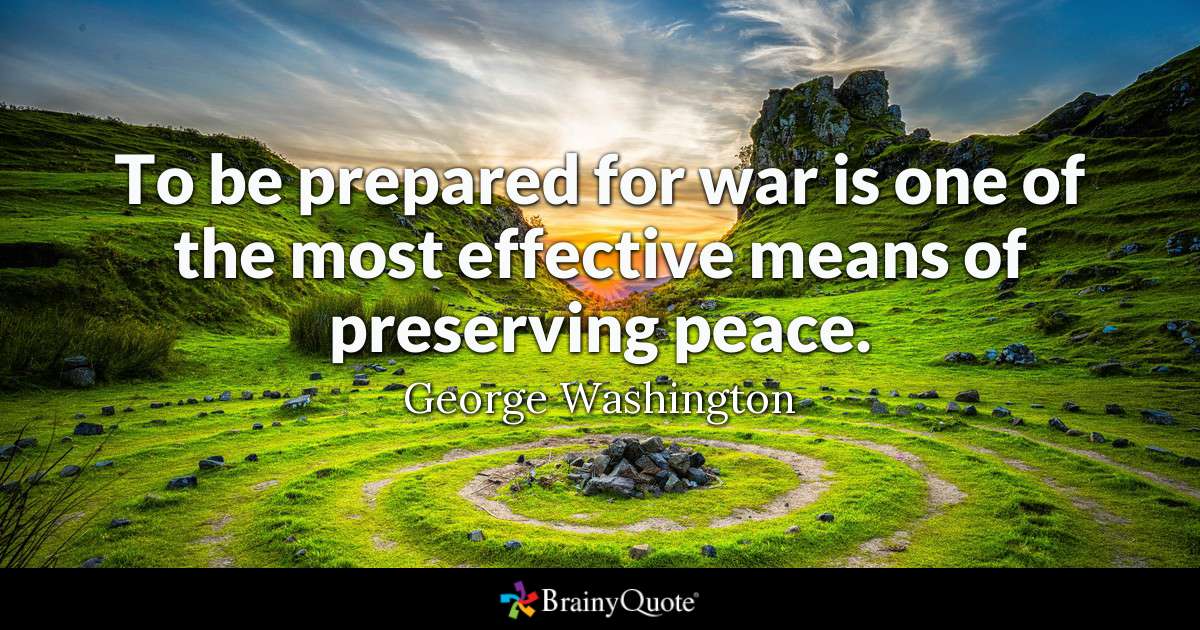 To be prepared for war is one of
the most effective means of
preserving peace.
George Washington
BrainyQuote®